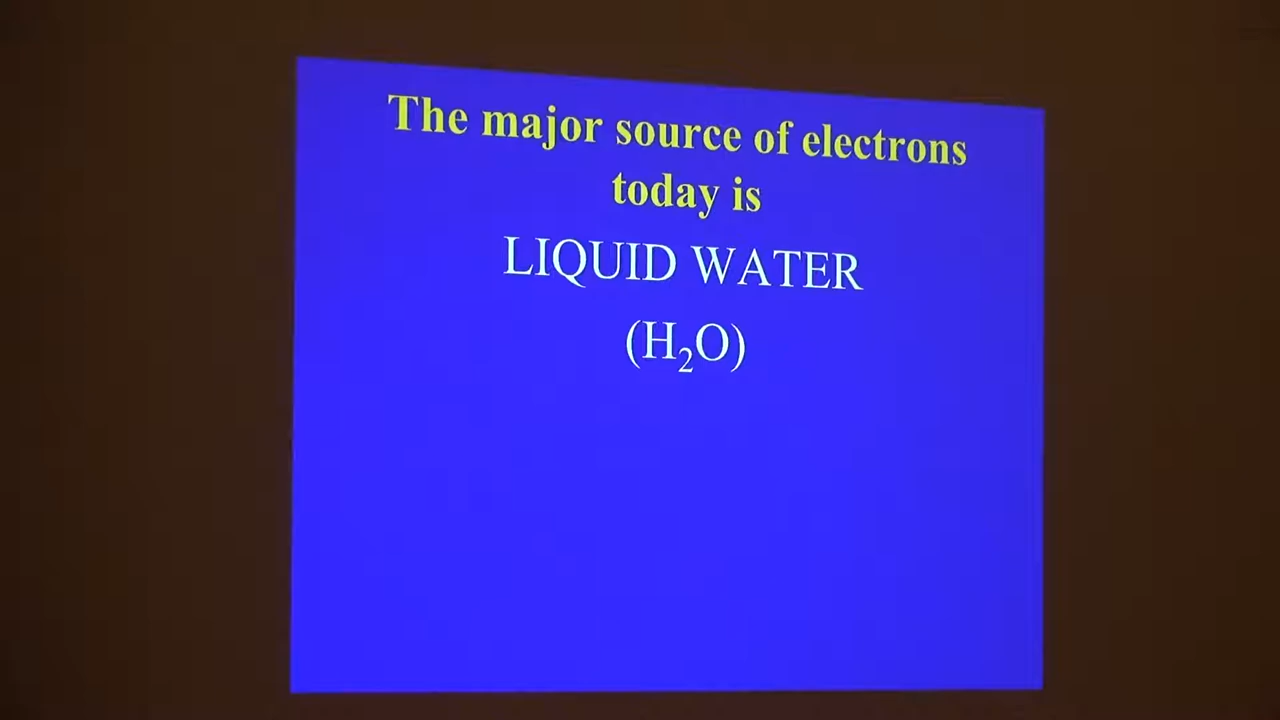 The major source of electrons
today is
LIQUID WATER
(H₂O)